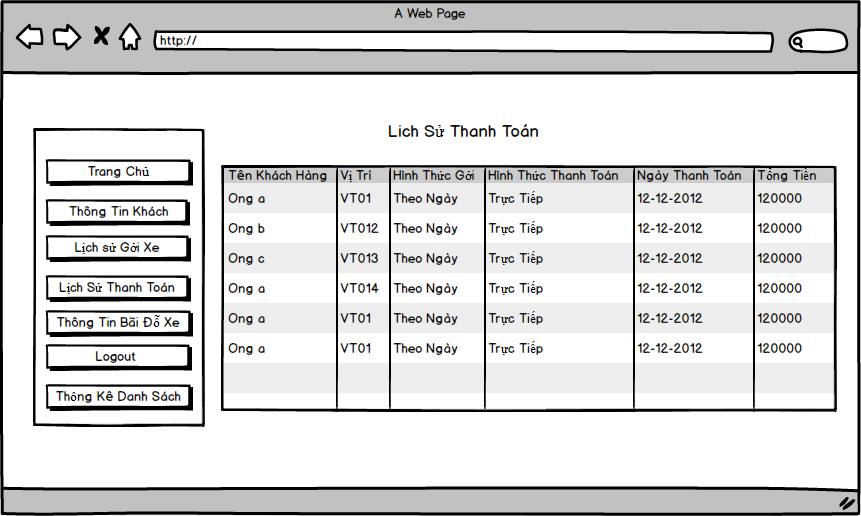 A Web Page
http://
Lich Sử Thanh Toán
Trang Chủ
Thông Tin Khách
Lịch sử Gởi Xe
Lịch Sử Thanh Toán
Thông Tin Bãi Đỗ Xe
Logout
Thông Kê Danh Sách
Tên Khách Hàng Vị Trí Hình Thức Gởi Hình Thức Thanh Toán Ngày Thanh Toán Tổng Tiền
Ong a VT01 Theo Ngày Trực Tiếp 12-12-2012 120000
Ong b VT012 Theo Ngày Trực Tiếp 12-12-2012 120000
Ong c VT013 Theo Ngày Trực Tiếp 12-12-2012 120000
Ong a VT014 Theo Ngày Trực Tiếp 12-12-2012 120000
Ong a VT01 Theo Ngày Trực Tiếp 12-12-2012 120000
Ong a VT01 Theo Ngày Trực Tiếp 12-12-2012 120000